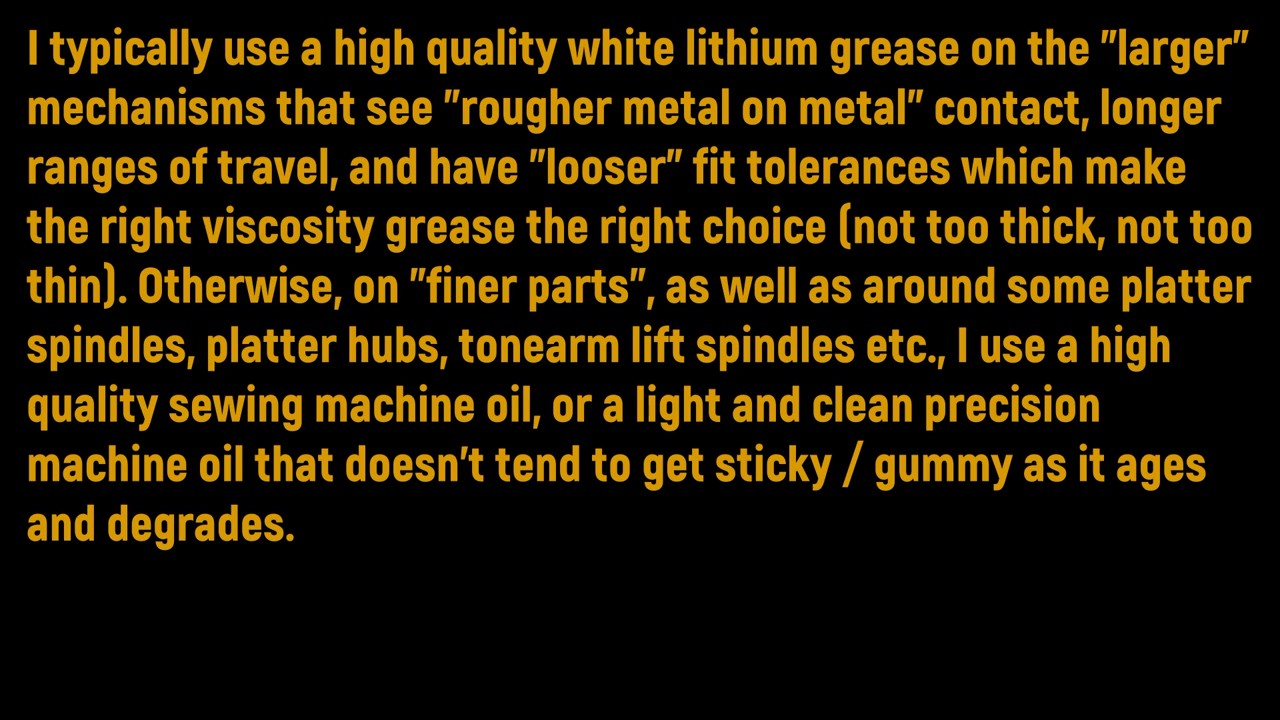 I typically use a high quality white lithium grease on the "larger"
mechanisms that see "rougher metal on metal" contact, longer
ranges of travel, and have "looser" fit tolerances which make
the right viscosity grease the right choice (not too thick, not too
thin). Otherwise, on "finer parts", as well as around some platter
spindles, platter hubs, tonearm lift spindles etc., I use a high
quality sewing machine oil, or a light and clean precision
machine oil that doesn't tend to get sticky / gummy as it ages
and degrades.